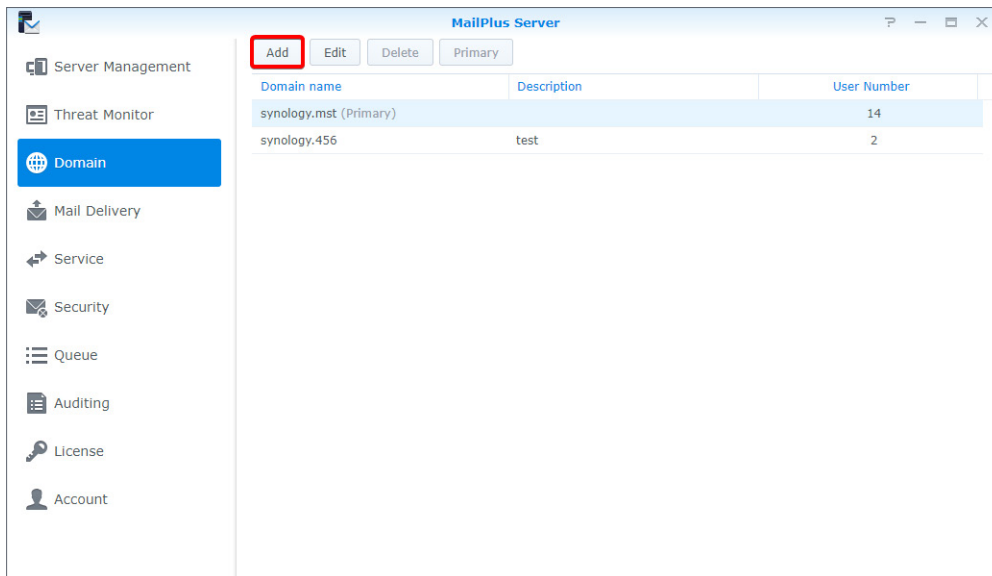 MailPlus Server
Add Edit Delete Primary
Server Management
Threat Monitor
Domain
Mail Delivery
Service
Security
Queue
Auditing
License
Account
Domain name Description User Number
synology.mst (Primary) 14
synology.456 test 2